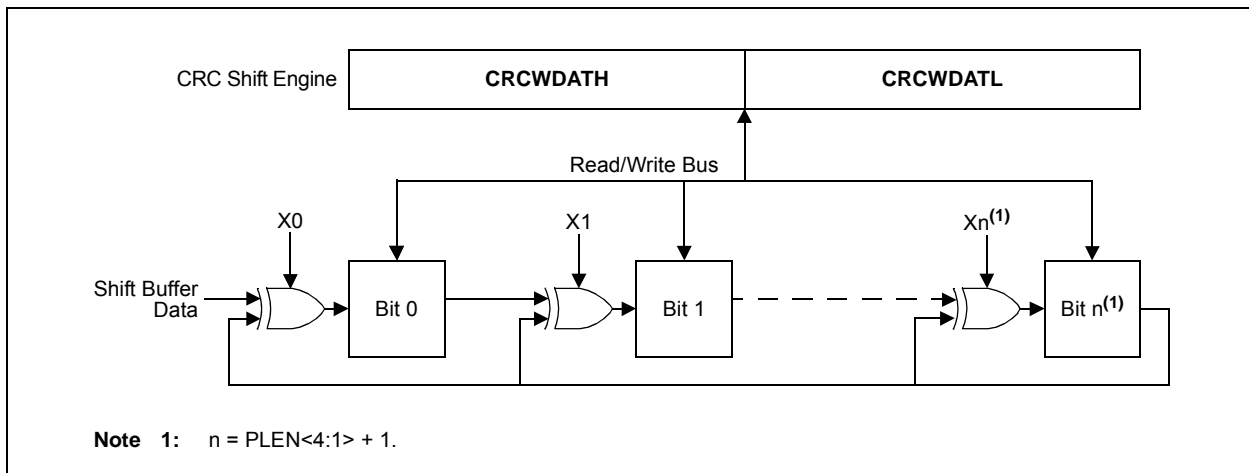 CRC Shift Engine CRCWDATH CRCWDATL
Read/Write Bus
X0 X1 Xn(1)
Shift Buffer
Data
Bit 0 Bit 1 Bit n(1)
Note 1: n = PLEN<4:1> + 1.